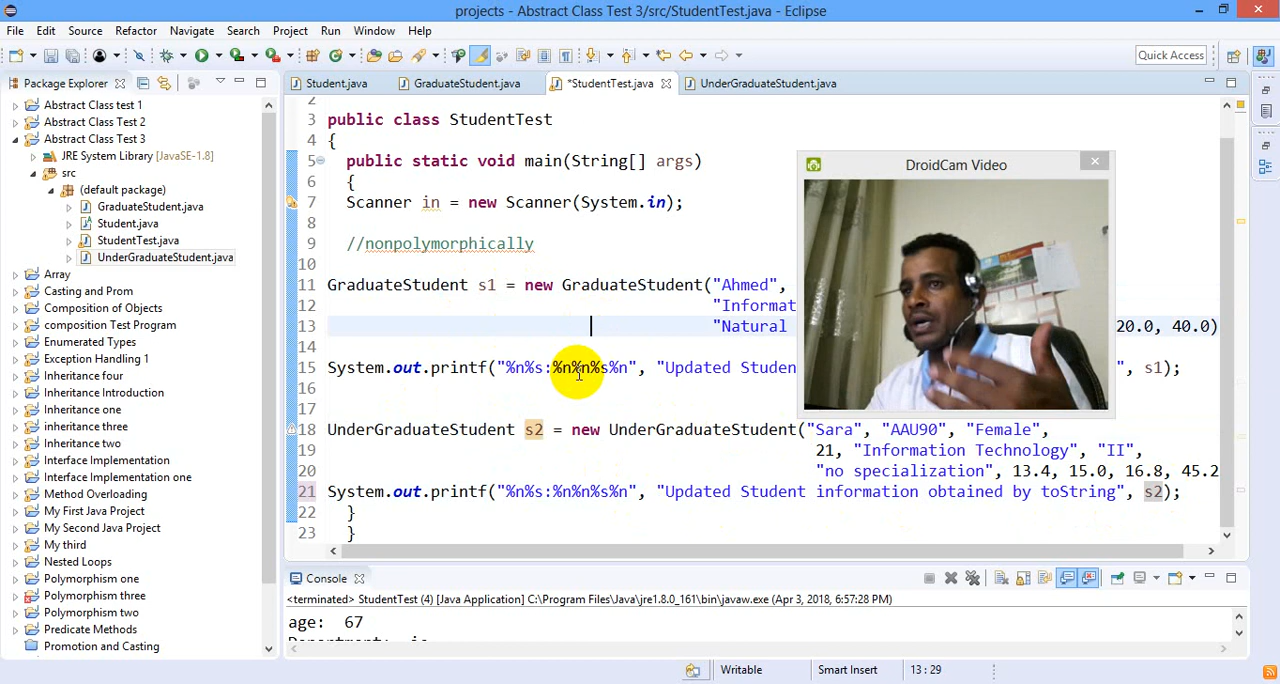 projects - Abstract Class Test 3/src/StudentTest.java - Eclipse
File Edit Source Refactor Navigate Search Project Run Window Help
Quick Access
Package Explorer
Student.java
GraduateStudent.java
*StudentTest.java
UnderGraduateStudent.java
Abstract Class test 1
Abstract Class Test 2
Abstract Class Test 3
JRE System Library [JavaSE-1.8]
src
(default package)
GraduateStudent.java
Student.java
StudentTest.java
UnderGraduateStudent.java
Array
Casting and Prom
Composition of Objects
composition Test Program
Enumerated Types
Exception Handling 1
Inheritance four
Inheritance Introduction
Inheritance one
inheritance three
Inheritance two
Interface Implementation
Interface Implementation one
Method Overloading
My First Java Project
My Second Java Project
My third
Nested Loops
Polymorphism one
Polymorphism three
Polymorphism two
Predicate Methods
Promotion and Casting
2
3 public class StudentTest
4 {
5 public static void main(String[] args)
6 {
7 Scanner in = new Scanner(System.in);
8
9 //nonpolymorphically
10
11 GraduateStudent s1 = new GraduateStudent("Ahmed",
12 "Informat
13 "Natural 20.0, 40.0)
14
15 System.out.printf("%n%s:%n%n%s%n", "Updated Studen ", s1);
16
17
18 UnderGraduateStudent s2 = new UnderGraduateStudent("Sara", "AAU90", "Female",
19 21, "Information Technology", "II",
20 "no specialization", 13.4, 15.0, 16.8, 45.2
21 System.out.printf("%n%s:%n%n%s%n", "Updated Student information obtained by toString", s2);
22 }
23 }
DroidCam Video
Console
<terminated> StudentTest (4) [Java Application] C:\Program Files\Java\jre1.8.0_161\bin\javaw.exe (Apr 3, 2018, 6:57:28 PM)
age: 67
Writable
Smart Insert
13 : 29